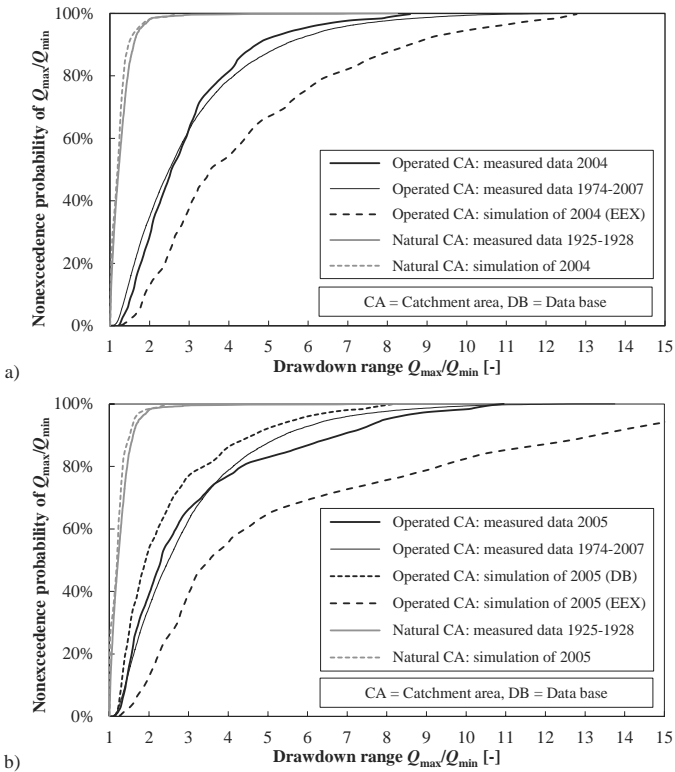 100%
80%
60%
40%
20%
0%
Nonexceedence probability of Qmax/Qmin
Operated CA: measured data 2004
Operated CA: measured data 1974-2007
Operated CA: simulation of 2004 (EEX)
Natural CA: measured data 1925-1928
Natural CA: simulation of 2004
CA = Catchment area, DB = Data base
1 2 3 4 5 6 7 8 9 10 11 12 13 14 15
Drawdown range Qmax/Qmin [-]
a)
100%
80%
60%
40%
20%
0%
Nonexceedence probability of Qmax/Qmin
Operated CA: measured data 2005
Operated CA: measured data 1974-2007
Operated CA: simulation of 2005 (DB)
Operated CA: simulation of 2005 (EEX)
Natural CA: measured data 1925-1928
Natural CA: simulation of 2005
CA = Catchment area, DB = Data base
1 2 3 4 5 6 7 8 9 10 11 12 13 14 15
Drawdown range Qmax/Qmin [-]
b)